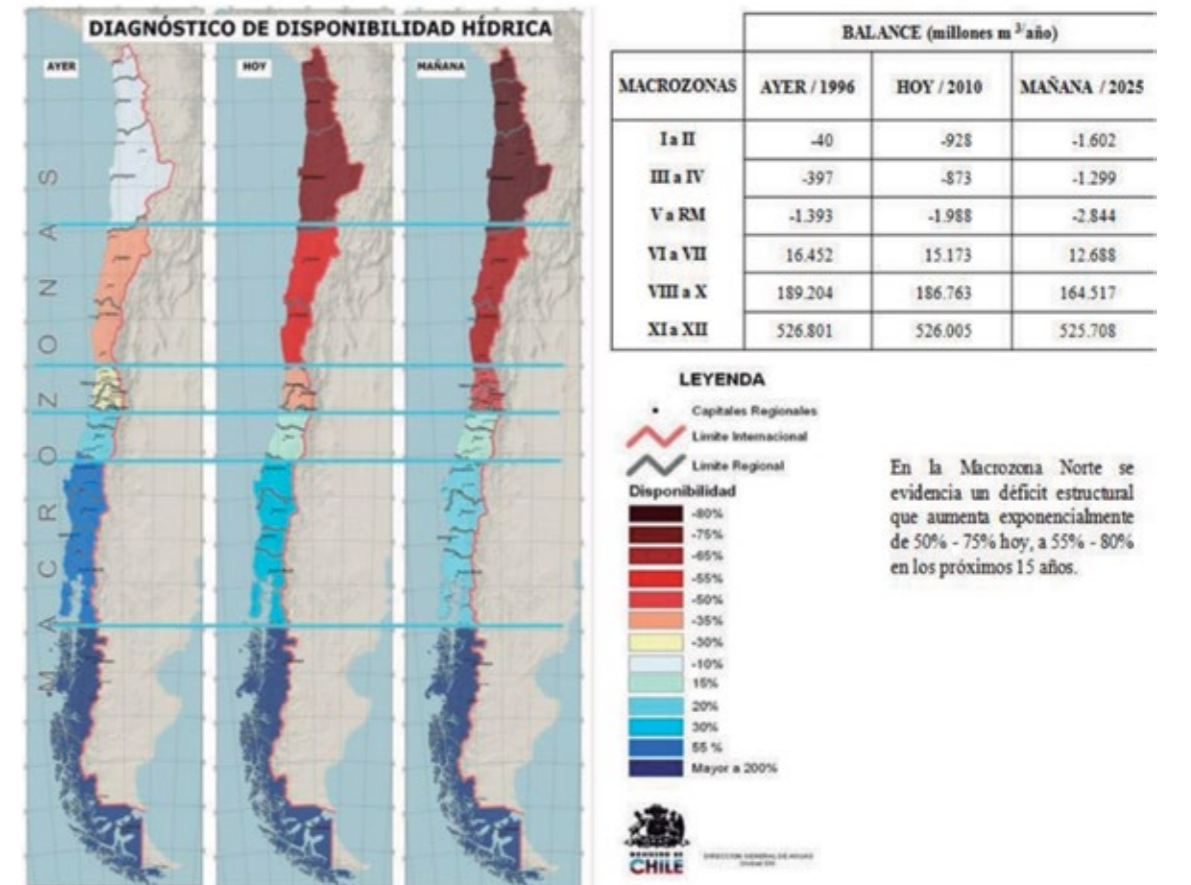 DIAGNÓSTICO DE DISPONIBILIDAD HÍDRICA
AYER
HOY
MAÑANA
MACROZONAS
BALANCE (millones m 3/año)
MACROZONAS AYER / 1996 HOY / 2010 MAÑANA / 2025
I a II -40 -928 -1.602
III a IV -397 -873 -1.299
V a RM -1.393 -1.988 -2.844
VI a VII 16.452 15.173 12.688
VIII a X 189.204 186.763 164.517
XI a XII 526.801 526.005 525.708
LEYENDA
Capitales Regionales
Limite Internacional
Limite Regional
Disponibilidad
-80%
-75%
-65%
-55%
-50%
-35%
-30%
-10%
15%
20%
30%
55 %
Mayor a 200%
En la Macrozona Norte se
evidencia un déficit estructural
que aumenta exponencialmente
de 50% - 75% hoy, a 55% - 80%
en los próximos 15 años.
GOBIERNO DE
CHILE
DIRECCION GENERAL DE AGUAS